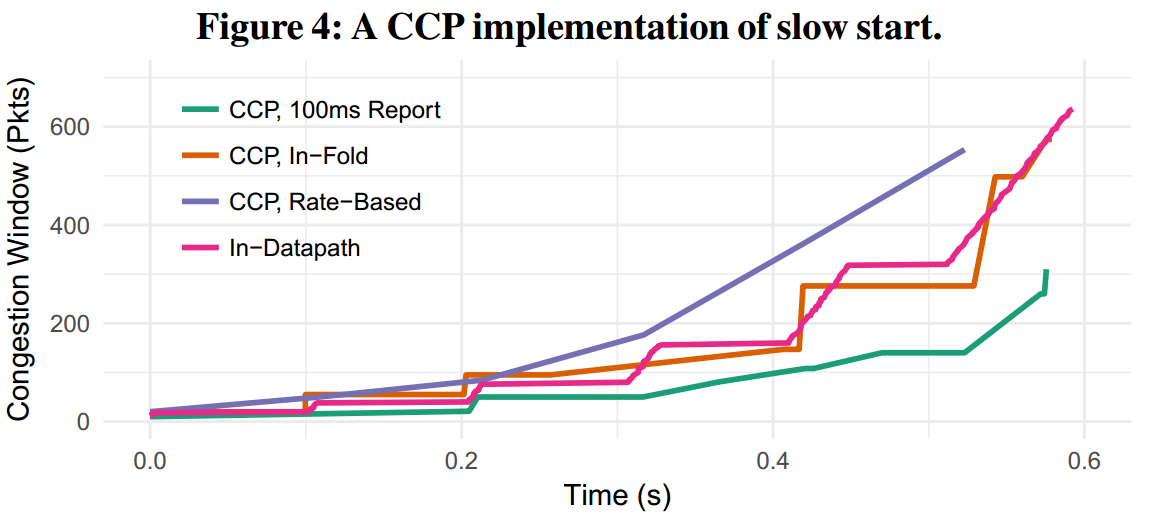 Figure 4: A CCP implementation of slow start.
Congestion Window (Pkts)
600
400
200
0
CCP, 100ms Report
CCP, In−Fold
CCP, Rate−Based
In−Datapath
0.0 0.2 0.4 0.6
Time (s)